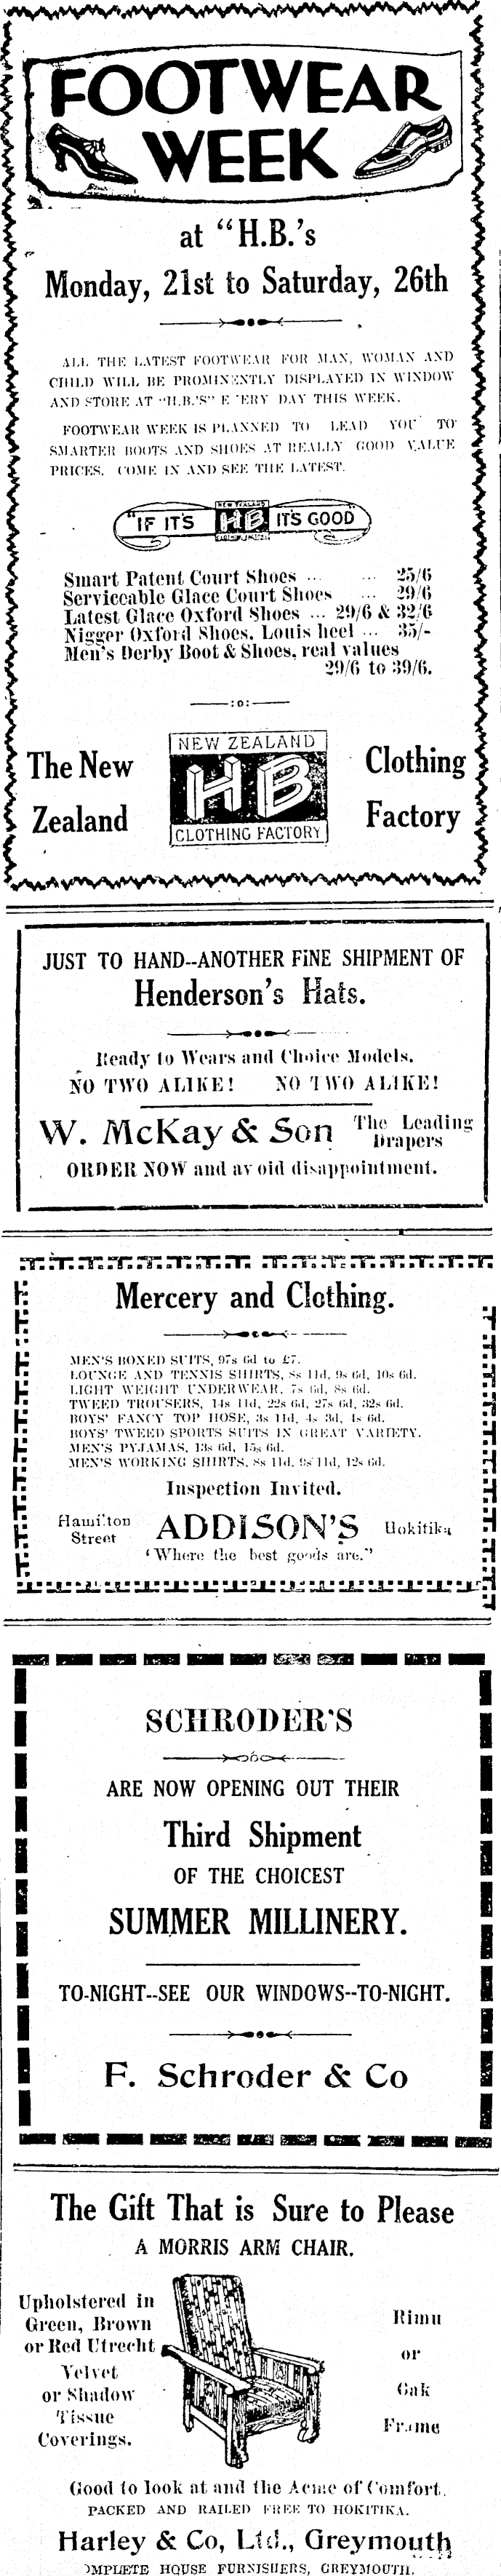 FOOTWEAR
WEEK
at "H.B.'s
Monday, 21st to Saturday, 26th
ALL THE LATEST FOOTWEAR FOR MAN, WOMAN AND
CHILD WILL BE PROMINENTLY DISPLAYED IN WINDOW
AND STORE AT "H.B.'S" E ERY DAY THIS WEEK.
FOOTWEAR WEEK IS PLANNED TO LEAD YOU TO
SMARTER BOOTS AND SHOES AT REALLY GOOD VALUE
PRICES. COME IN AND SEE THE LATEST.
"IF IT'S NEW ZEALAND HB IT'S GOOD"
Smart Patent Court Shoes ... ... 25/6
Serviceable Glace Court Shoes ... 29/6
Latest Glace Oxford Shoes ... 29/6 & 32/6
Nigger Oxford Shoes, Louis heel ... 35/-
Men's Derby Boot & Shoes, real values
29/6 to 39/6.
:o:
The New
Zealand
NEW ZEALAND
HB
CLOTHING FACTORY
Clothing
Factory
JUST TO HAND--ANOTHER FINE SHIPMENT OF
Henderson's Hats.
Ready to Wears and Choice Models.
NO TWO ALIKE! NO TWO ALIKE!
W. McKay & Son The Leading
Drapers
ORDER NOW and avoid disappointment.
Mercery and Clothing.
MEN'S BOXED SUITS, 97s 6d to £7.
LOUNGE AND TENNIS SHIRTS, 8s 11d, 9s 6d, 10s 6d.
LIGHT WEIGHT UNDERWEAR, 7s 6d, 8s 6d.
TWEED TROUSERS, 14s 11d, 22s 6d, 27s 6d, 32s 6d.
BOYS' FANCY TOP HOSE, 3s 11d, 4s 3d, 4s 6d.
BOYS' TWEED SPORTS SUITS IN GREAT VARIETY.
MEN'S PYJAMAS, 13s 6d, 15s 6d.
MEN'S WORKING SHIRTS, 8s 11d, 9s 11d, 12s 6d.
Inspection Invited.
Hamilton
Street
ADDISON'S Hokitika
"Where the best goods are."
SCHRODER'S
ARE NOW OPENING OUT THEIR
Third Shipment
OF THE CHOICEST
SUMMER MILLINERY.
TO-NIGHT--SEE OUR WINDOWS--TO-NIGHT.
F. Schroder & Co
The Gift That is Sure to Please
A MORRIS ARM CHAIR.
Upholstered in
Green, Brown
or Red Utrecht
Velvet
or Shadow
Tissue
Coverings.
Rimu
or
Oak
Frame
Good to look at and the Acme of Comfort.
PACKED AND RAILED FREE TO HOKITIKA.
Harley & Co, Ltd., Greymouth
OMPLETE HOUSE FURNISHERS, GREYMOUTH.